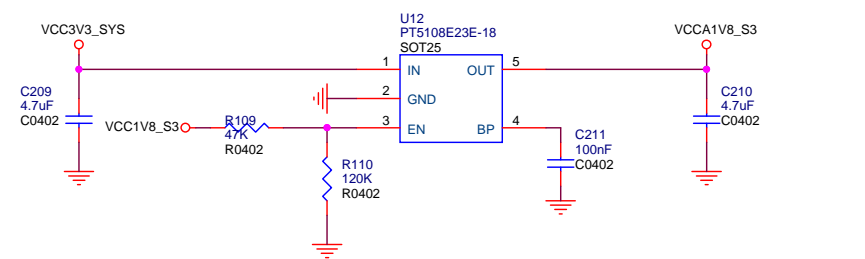 U12
PT5108E23E-18
SOT25
VCC3V3_SYS
VCCA1V8_S3
1 IN OUT 5
2 GND
3 EN BP 4
C209
4.7uF
C0402
VCC1V8_S3
R109
47K
R0402
R110
120K
R0402
C211
100nF
C0402
C210
4.7uF
C0402